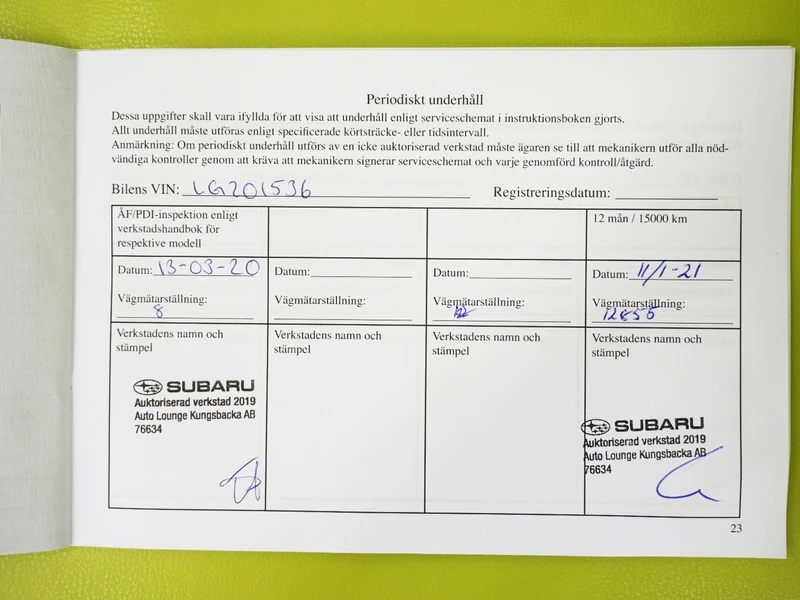 Periodiskt underhåll
Dessa uppgifter skall vara ifyllda för att visa att underhåll enligt serviceschemat i instruktionsboken gjorts.
Allt underhåll måste utföras enligt specificerade körtsträcke- eller tidsintervall.
Anmärkning: Om periodiskt underhåll utförs av en icke auktoriserad verkstad måste ägaren se till att mekanikern utför alla nöd-
vändiga kontroller genom att kräva att mekanikern signerar serviceschemat och varje genomförd kontroll/åtgärd.
Bilens VIN: LG201536 Registreringsdatum:
ÅF/PDI-inspektion enligt
verkstadshandbok för
respektive modell
12 mån / 15000 km
Datum: 13-03-20 Datum: Datum: Datum: 11/1-21
Vägmätarställning: Vägmätarställning: Vägmätarställning: Vägmätarställning:
8 12855
Verkstadens namn och Verkstadens namn och Verkstadens namn och Verkstadens namn och
stämpel stämpel stämpel stämpel
SUBARU
Auktoriserad verkstad 2019
Auto Lounge Kungsbacka AB
76634
SUBARU
Auktoriserad verkstad 2019
Auto Lounge Kungsbacka AB
76634
23